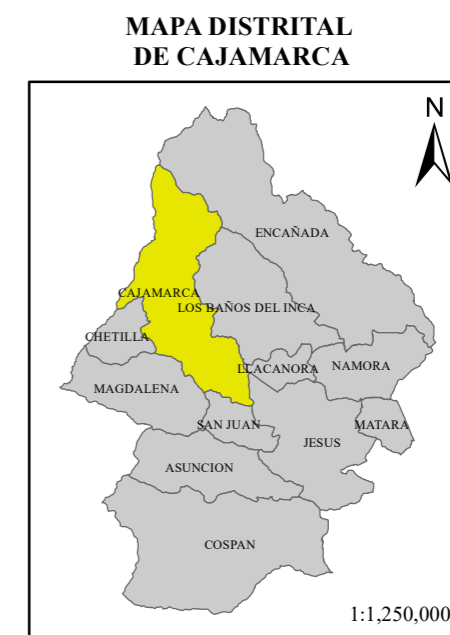 MAPA DISTRITAL
DE CAJAMARCA
N
ENCAÑADA
CAJAMARCA
LOS BAÑOS DEL INCA
CHETILLA
LLACANORA
NAMORA
MAGDALENA
SAN JUAN
MATARA
JESUS
ASUNCION
COSPAN
1:1,250,000